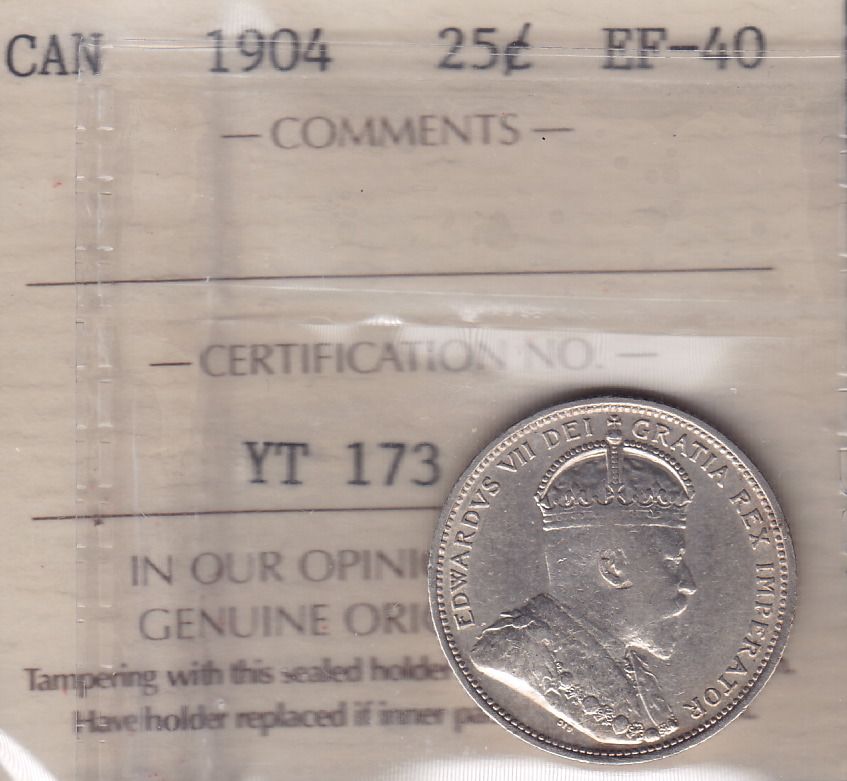 CAN 1904 25¢ EF-40
— COMMENTS —
— CERTIFICATION NO. —
YT 173
IN OUR OPINI
GENUINE ORI
Tampering with this sealed holder
Have holder replaced if inner pa
EDWARDVS VII DEI GRATIA REX IMPERATOR